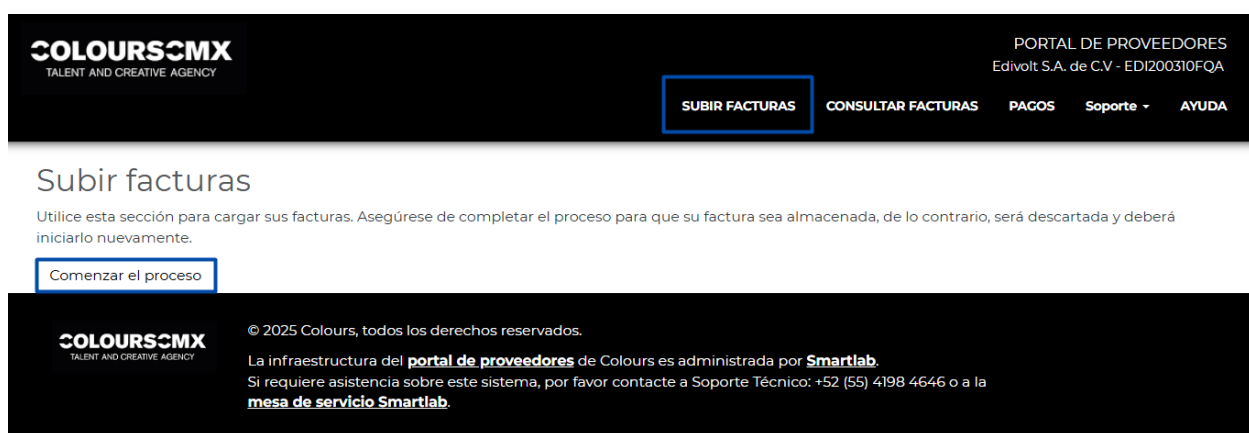 COLOURSCMX
TALENT AND CREATIVE AGENCY
PORTAL DE PROVEEDORES
Edivolt S.A. de C.V - EDI200310FQA
SUBIR FACTURAS
CONSULTAR FACTURAS
PAGOS
Soporte
AYUDA
Subir facturas
Utilice esta sección para cargar sus facturas. Asegúrese de completar el proceso para que su factura sea almacenada, de lo contrario, será descartada y deberá
iniciarlo nuevamente.
Comenzar el proceso
COLOURSCMX
TALENT AND CREATIVE AGENCY
© 2025 Colours, todos los derechos reservados.
La infraestructura del portal de proveedores de Colours es administrada por Smartlab.
Si requiere asistencia sobre este sistema, por favor contacte a Soporte Técnico: +52 (55) 4198 4646 o a la
mesa de servicio Smartlab.